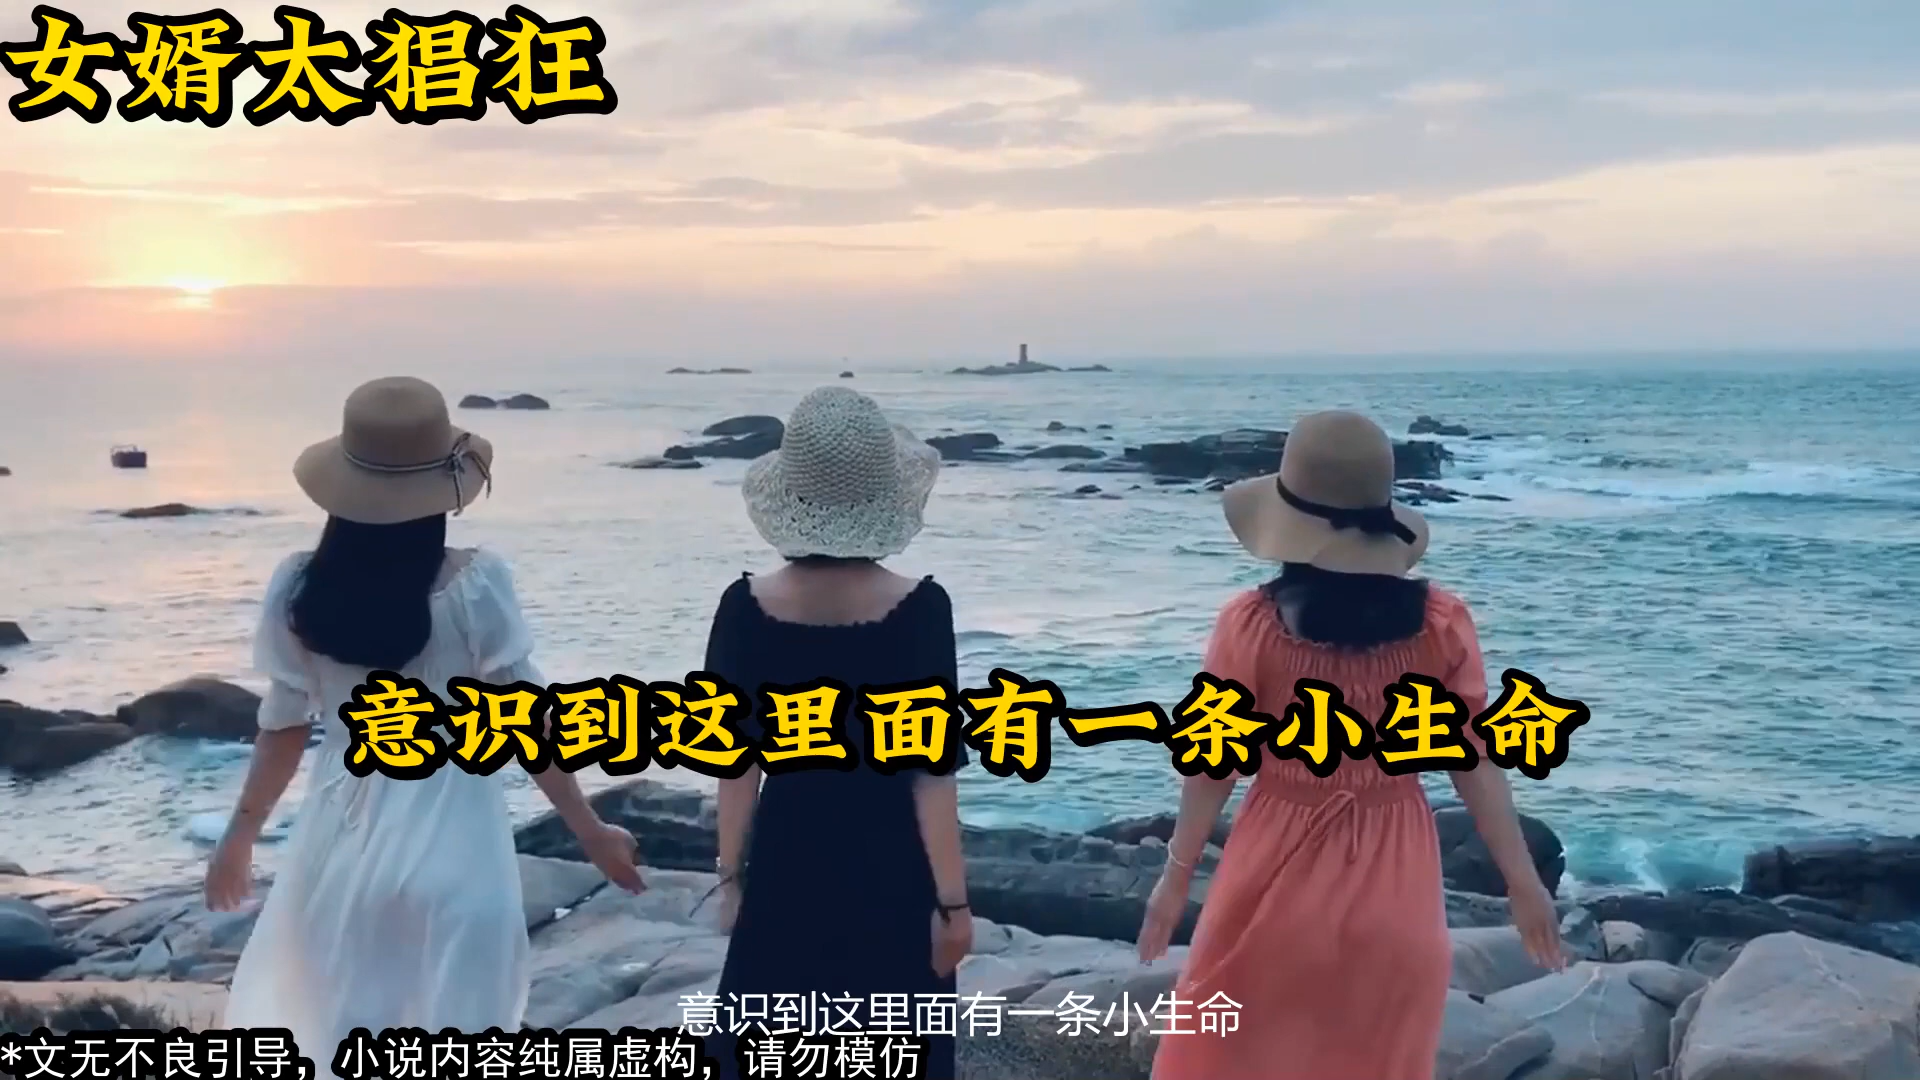 女婿太猖狂
意识到这里面有一条小生命
意识到这里面有一条小生命
*文无不良引导，小说内容纯属虚构，请勿模仿